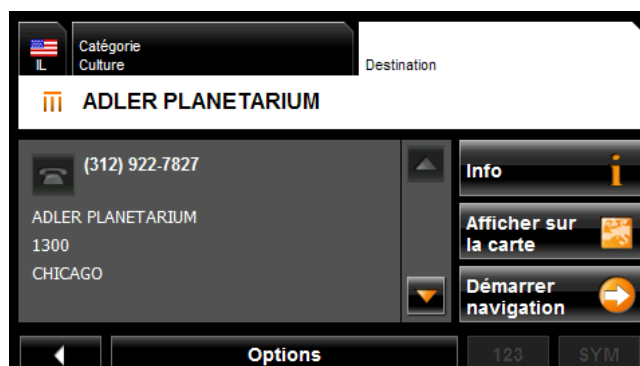 Catégorie
IL Culture
Destination
ADLER PLANETARIUM
(312) 922-7827
ADLER PLANETARIUM
1300
CHICAGO
Info
Afficher sur
la carte
Démarrer
navigation
Options
123
SYM